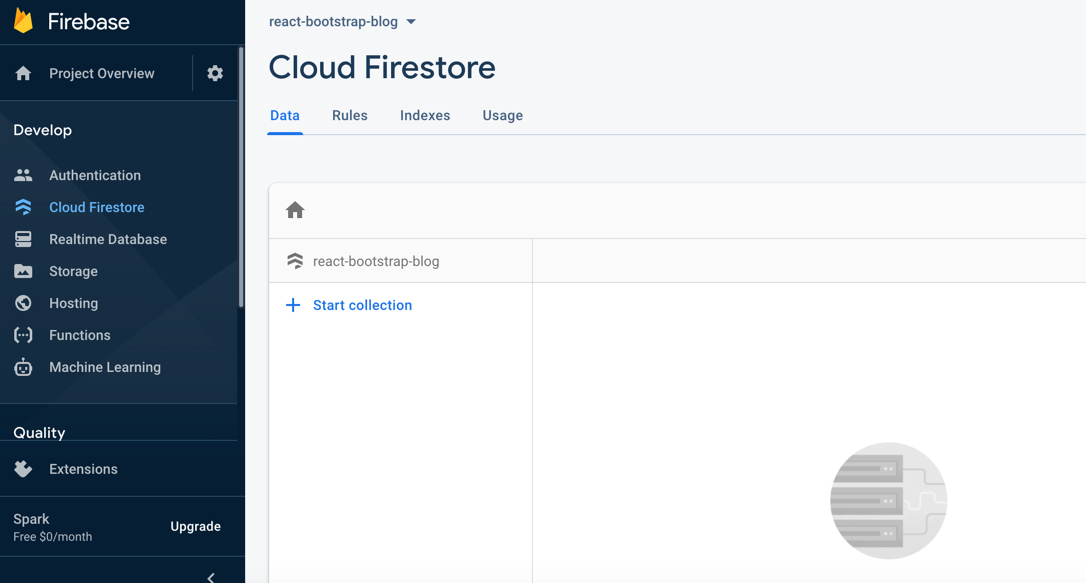 Firebase
Project Overview
Develop
Authentication
Cloud Firestore
Realtime Database
Storage
Hosting
Functions
Machine Learning
Quality
Extensions
Spark
Free $0/month
Upgrade
react-bootstrap-blog
Cloud Firestore
Data Rules Indexes Usage
react-bootstrap-blog
Start collection